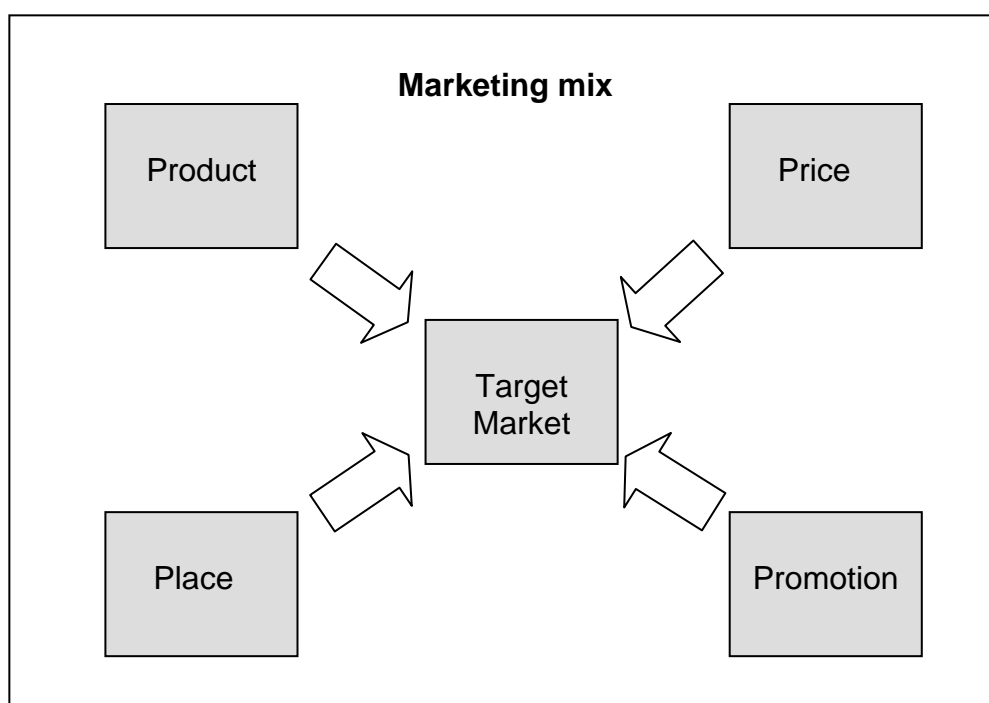 Marketing mix
Product
Price
Target
Market
Place
Promotion